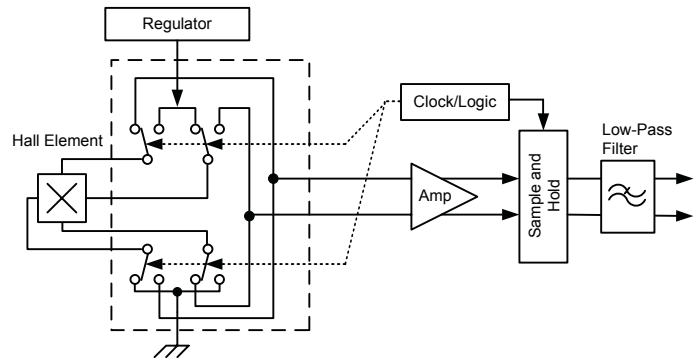 Regulator
Clock/Logic
Hall Element
Low-Pass
Filter
Amp
Sample and
Hold